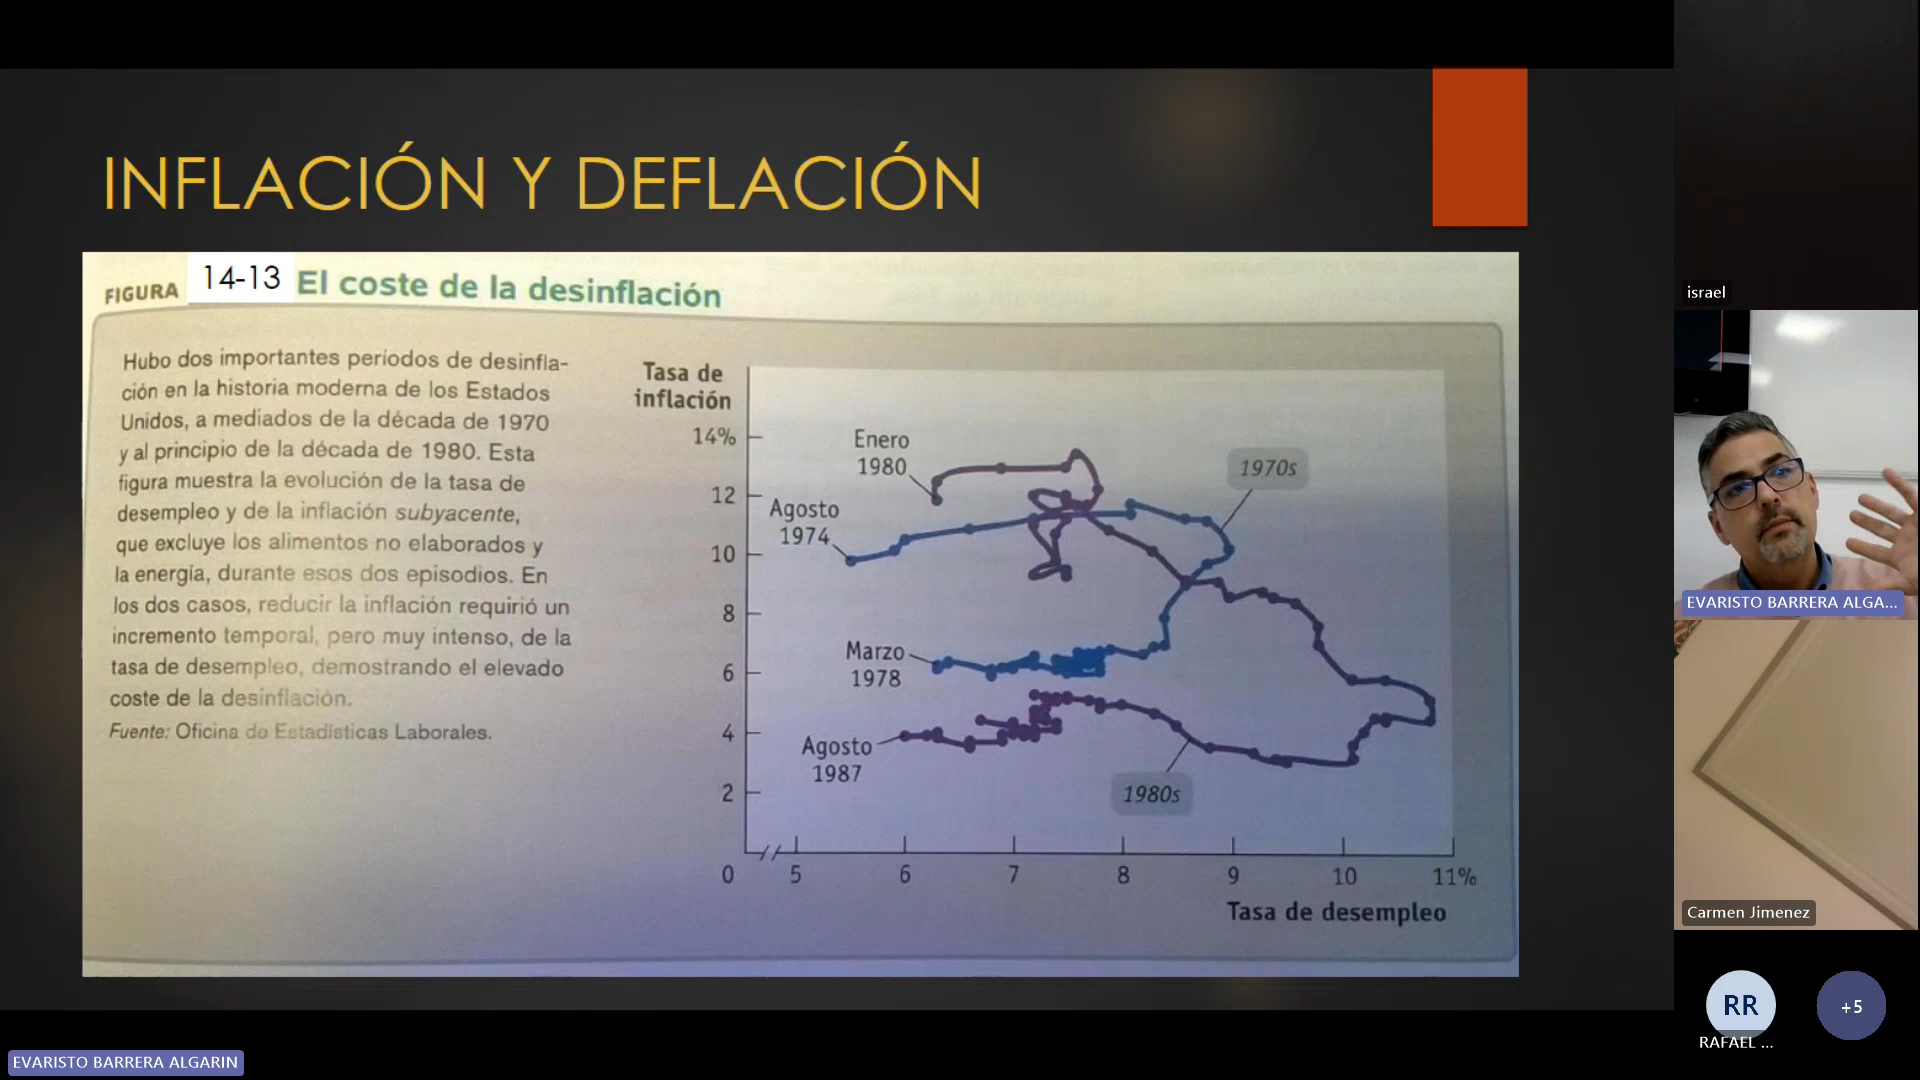 INFLACIÓN Y DEFLACIÓN
FIGURA 14-13 El coste de la desinflación
Hubo dos importantes períodos de desinfla-
ción en la historia moderna de los Estados
Unidos, a mediados de la década de 1970
y al principio de la década de 1980. Esta
figura muestra la evolución de la tasa de
desempleo y de la inflación subyacente,
que excluye los alimentos no elaborados y
la energía, durante esos dos episodios. En
los dos casos, reducir la inflación requirió un
incremento temporal, pero muy intenso, de la
tasa de desempleo, demostrando el elevado
coste de la desinflación.
Fuente: Oficina de Estadísticas Laborales.
Tasa de
inflación
14%
12
10
8
6
4
2
0
5
6
7
8
9
10
11%
Tasa de desempleo
Enero
1980
Agosto
1974
1970s
Marzo
1978
Agosto
1987
1980s
israel
EVARISTO BARRERA ALGA...
Carmen Jimenez
RR
RAFAEL ...
+5
EVARISTO BARRERA ALGARIN